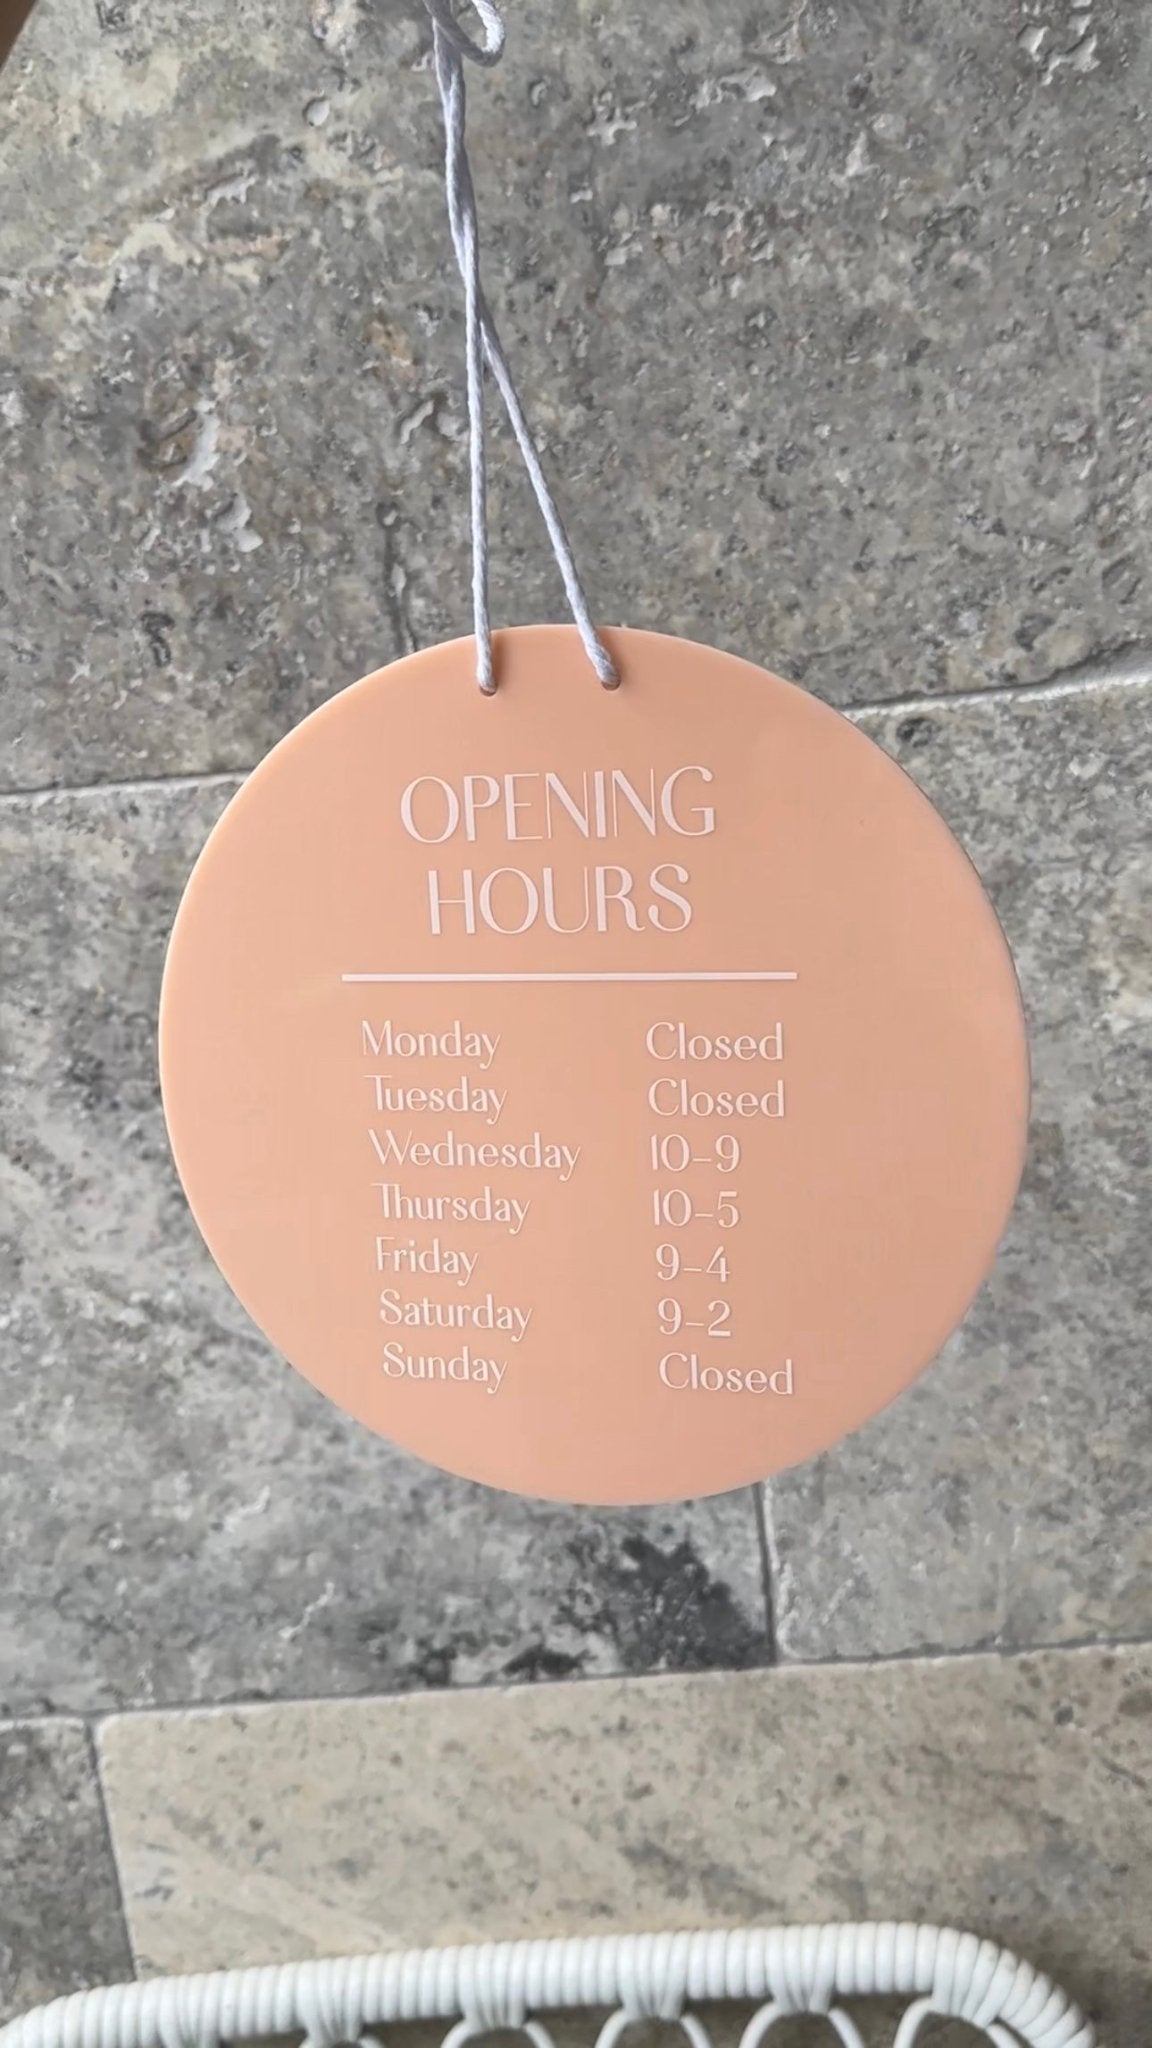 OPENING
HOURS
Monday Closed
Tuesday Closed
Wednesday 10-9
Thursday 10-5
Friday 9-4
Saturday 9-2
Sunday Closed